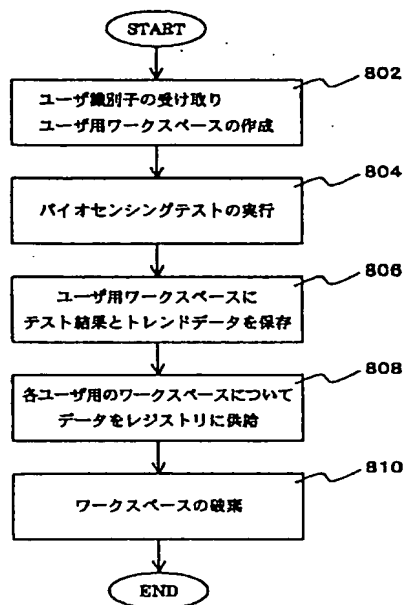 START
802
ユーザ識別子の受け取り
ユーザ用ワークスペースの作成
804
バイオセンシングテストの実行
806
ユーザ用ワークスペースに
テスト結果とトレンドデータを保存
808
各ユーザ用のワークスペースについて
データをレジストリに供給
810
ワークスペースの破棄
END